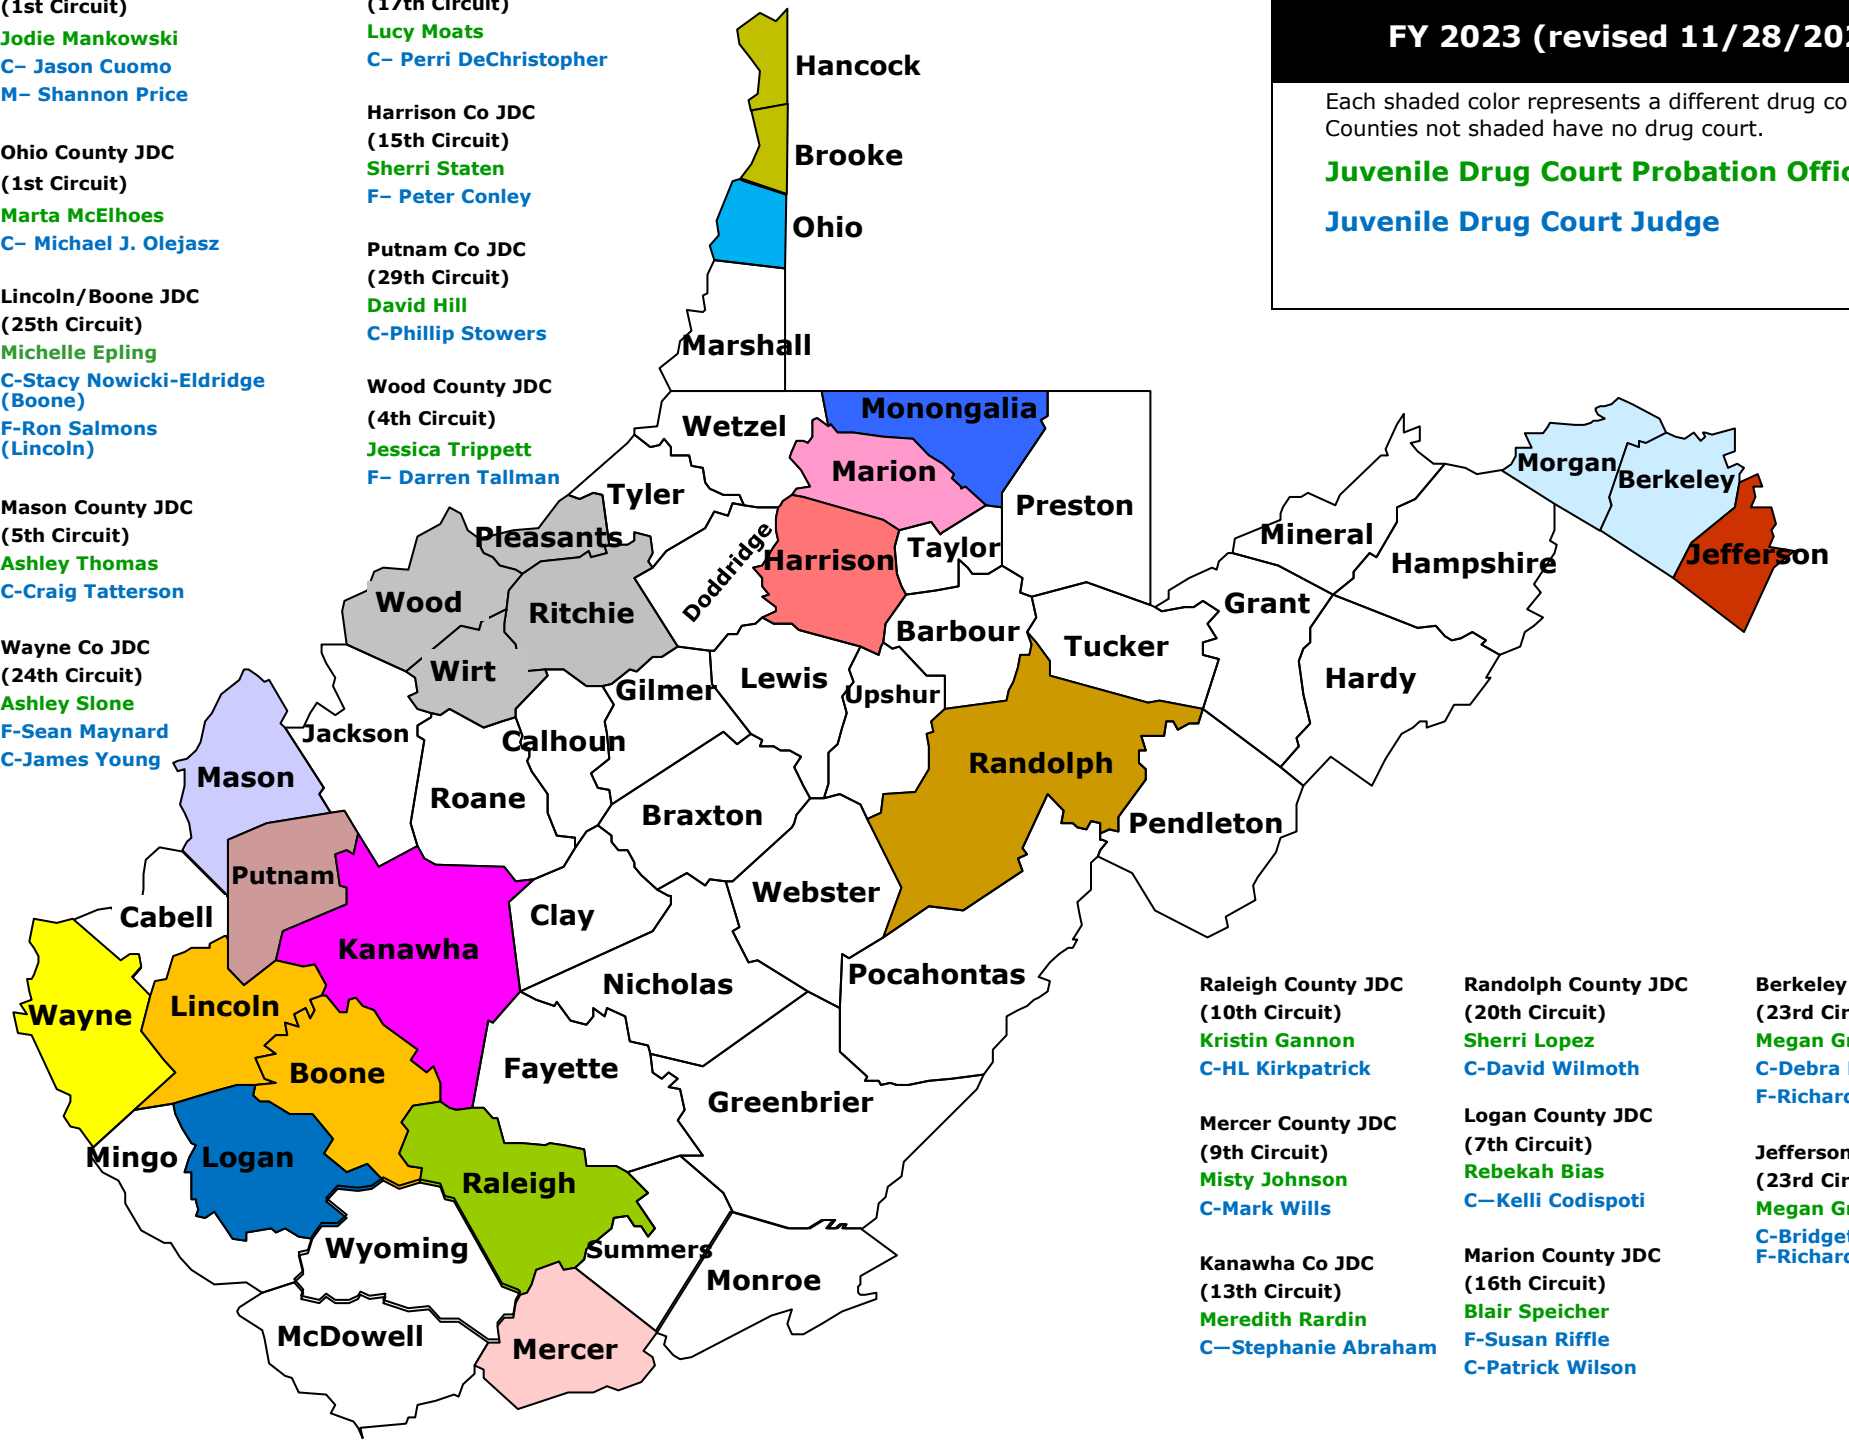 (1st Circuit)
Jodie Mankowski
C– Jason Cuomo
M– Shannon Price
Ohio County JDC
(1st Circuit)
Marta McElhoes
C– Michael J. Olejasz
Lincoln/Boone JDC
(25th Circuit)
Michelle Epling
C-Stacy Nowicki-Eldridge
(Boone)
F-Ron Salmons
(Lincoln)
Mason County JDC
(5th Circuit)
Ashley Thomas
C-Craig Tatterson
Wayne Co JDC
(24th Circuit)
Ashley Slone
F-Sean Maynard
C-James Young
(17th Circuit)
Lucy Moats
C– Perri DeChristopher
Harrison Co JDC
(15th Circuit)
Sherri Staten
F– Peter Conley
Putnam Co JDC
(29th Circuit)
David Hill
C-Phillip Stowers
Wood County JDC
(4th Circuit)
Jessica Trippett
F– Darren Tallman
FY 2023 (revised 11/28/202
Each shaded color represents a different drug co
Counties not shaded have no drug court.
Juvenile Drug Court Probation Offic
Juvenile Drug Court Judge
Hancock
Brooke
Ohio
Marshall
Wetzel
Monongalia
Marion
Tyler
Preston
Pleasants
Doddridge
Harrison
Taylor
Mineral
Hampshire
Morgan
Berkeley
Jefferson
Wood
Ritchie
Barbour
Tucker
Grant
Hardy
Wirt
Gilmer
Lewis
Upshur
Jackson
Calhoun
Randolph
Mason
Roane
Braxton
Pendleton
Putnam
Webster
Cabell
Clay
Kanawha
Nicholas
Pocahontas
Wayne
Lincoln
Boone
Fayette
Greenbrier
Mingo
Logan
Raleigh
Wyoming
Summers
Monroe
McDowell
Mercer
Raleigh County JDC
(10th Circuit)
Kristin Gannon
C-HL Kirkpatrick
Mercer County JDC
(9th Circuit)
Misty Johnson
C-Mark Wills
Kanawha Co JDC
(13th Circuit)
Meredith Rardin
C—Stephanie Abraham
Randolph County JDC
(20th Circuit)
Sherri Lopez
C-David Wilmoth
Logan County JDC
(7th Circuit)
Rebekah Bias
C—Kelli Codispoti
Marion County JDC
(16th Circuit)
Blair Speicher
F-Susan Riffle
C-Patrick Wilson
Berkeley
(23rd Cir
Megan Gr
C-Debra
F-Richard
Jefferson
(23rd Cir
Megan Gr
C-Bridget
F-Richard